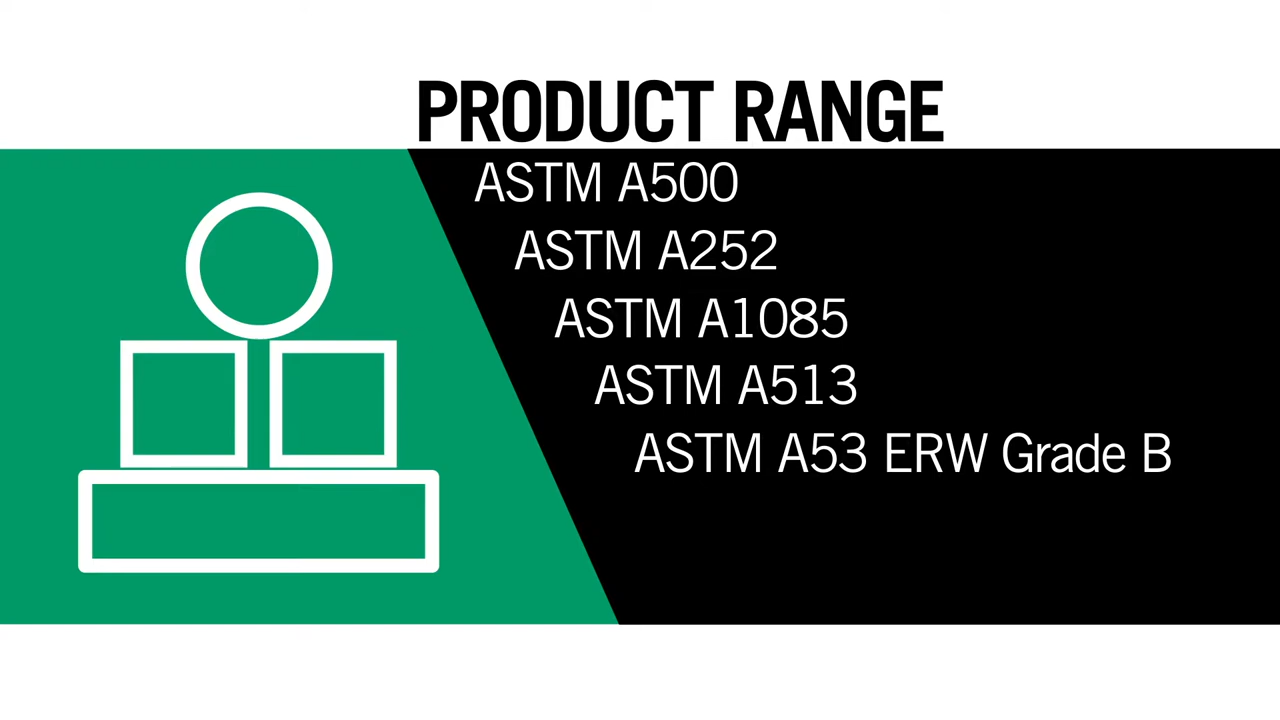 PRODUCT RANGE
ASTM A500
ASTM A252
ASTM A1085
ASTM A513
ASTM A53 ERW Grade B